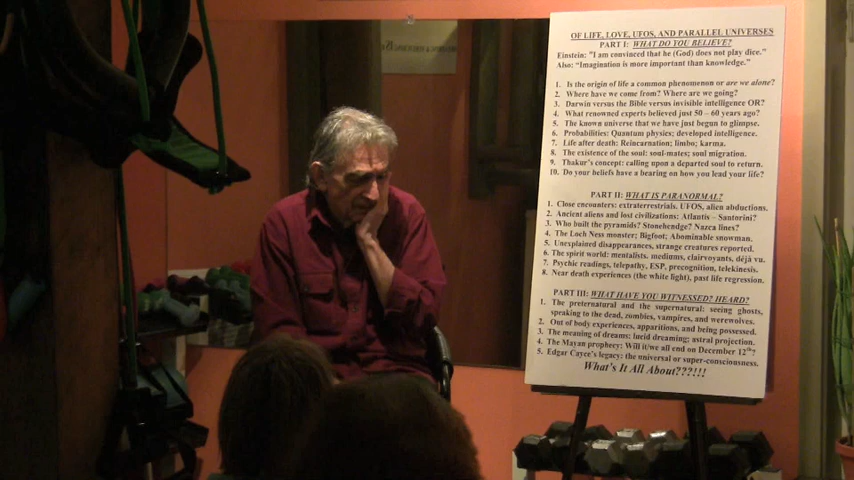 OF LIFE, LOVE, UFOS, AND PARALLEL UNIVERSES
PART I: WHAT DO YOU BELIEVE?
Einstein: "I am convinced that he (God) does not play dice."
Also: "Imagination is more important than knowledge."
1. Is the origin of life a common phenomenon or are we alone?
2. Where have we come from? Where are we going?
3. Darwin versus the Bible versus invisible intelligence OR?
4. What renowned experts believed just 50 – 60 years ago?
5. The known universe that we have just begun to glimpse.
6. Probabilities: Quantum physics; developed intelligence.
7. Life after death: Reincarnation; limbo; karma.
8. The existence of the soul; soul-mates; soul migration.
9. Thakur's concept: calling upon a departed soul to return.
10. Do your beliefs have a bearing on how you lead your life?
PART II: WHAT IS PARANORMAL?
1. Close encounters: extraterrestrials, UFOS, alien abductions.
2. Ancient aliens and lost civilizations: Atlantis – Santorini?
3. Who built the pyramids? Stonehendge? Nazca lines?
4. The Loch Ness monster; Bigfoot; Abominable snowman.
5. Unexplained disappearances, strange creatures reported.
6. The spirit world: mentalists, mediums, clairvoyants, déjà vu.
7. Psychic readings, telepathy, ESP, precognition, telekinesis.
8. Near death experiences (the white light), past life regression.
PART III: WHAT HAVE YOU WITNESSED? HEARD?
1. The preternatural and the supernatural: seeing ghosts,
speaking to the dead, zombies, vampires, and werewolves.
2. Out of body experiences, apparitions, and being possessed.
3. The meaning of dreams: lucid dreaming; astral projection.
4. The Mayan prophecy: Will it/we all end on December 12th?
5. Edgar Cayce's legacy: the universal or super-consciousness.
What's It All About???!!!